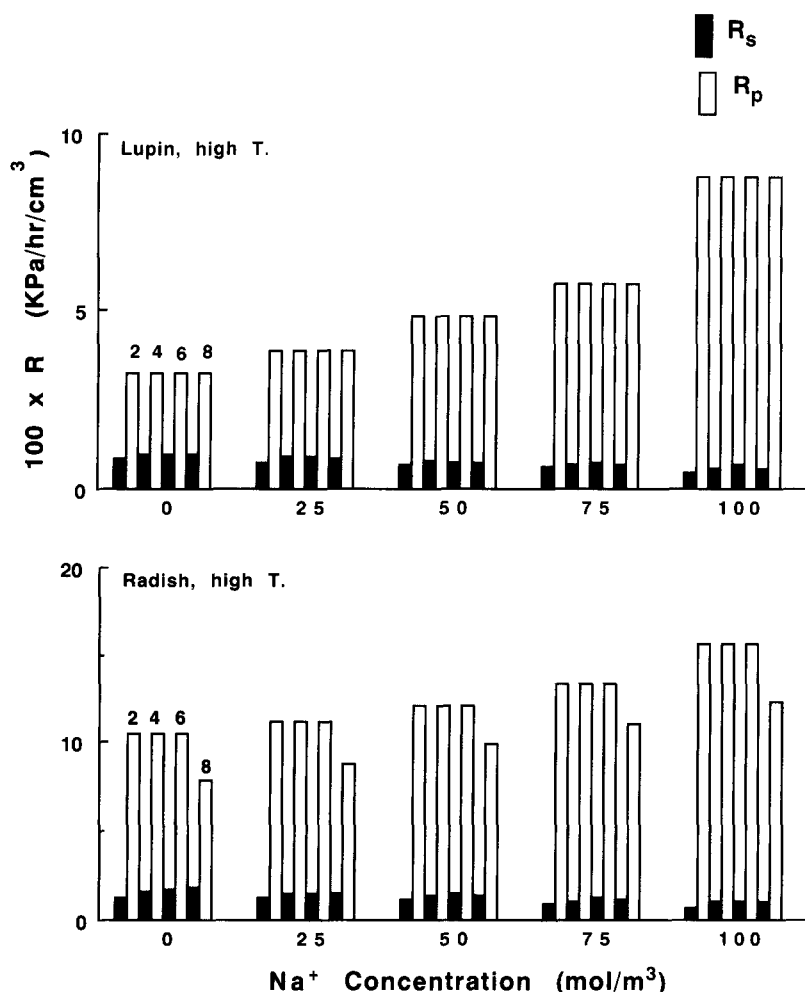 Rs
Rp
10
Lupin, high T.
100 x R (KPa/hr/cm3)
5
2 4 6 8
0
0 25 50 75 100
20
Radish, high T.
2 4 6
10
8
0
0 25 50 75 100
Na+ Concentration (mol/m3)